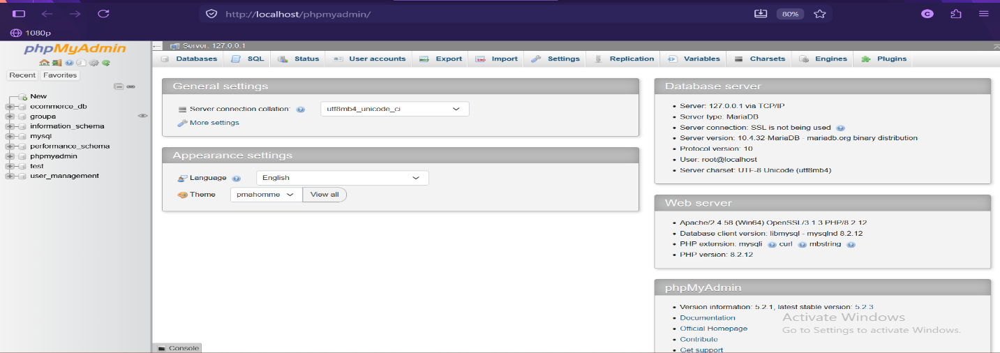 http://localhost/phpmyadmin/
80%
C
1080p
phpMyAdmin
Recent Favorites
New
ecommerce_db
groupa
information_schema
mysql
performance_schema
phpmyadmin
test
user_management
Server: 127.0.0.1
Databases SQL Status User accounts Export Import Settings Replication Variables Charsets Engines Plugins
General settings
Server connection collation: utf8mb4_unicode_ci
More settings
Appearance settings
Language English
Theme pmahomme View all
Database server
Server: 127.0.0.1 via TCP/IP
Server type: MariaDB
Server connection: SSL is not being used
Server version: 10.4.32-MariaDB - mariadb.org binary distribution
Protocol version: 10
User: root@localhost
Server charset: UTF-8 Unicode (utf8mb4)
Web server
Apache/2.4.58 (Win64) OpenSSL/3.1.3 PHP/8.2.12
Database client version: libmysql - mysqlnd 8.2.12
PHP extension: mysqli curl mbstring
PHP version: 8.2.12
phpMyAdmin
Version information: 5.2.1, latest stable version: 5.2.3
Documentation
Official Homepage
Contribute
Get support
Activate Windows
Go to Settings to activate Windows.
Console